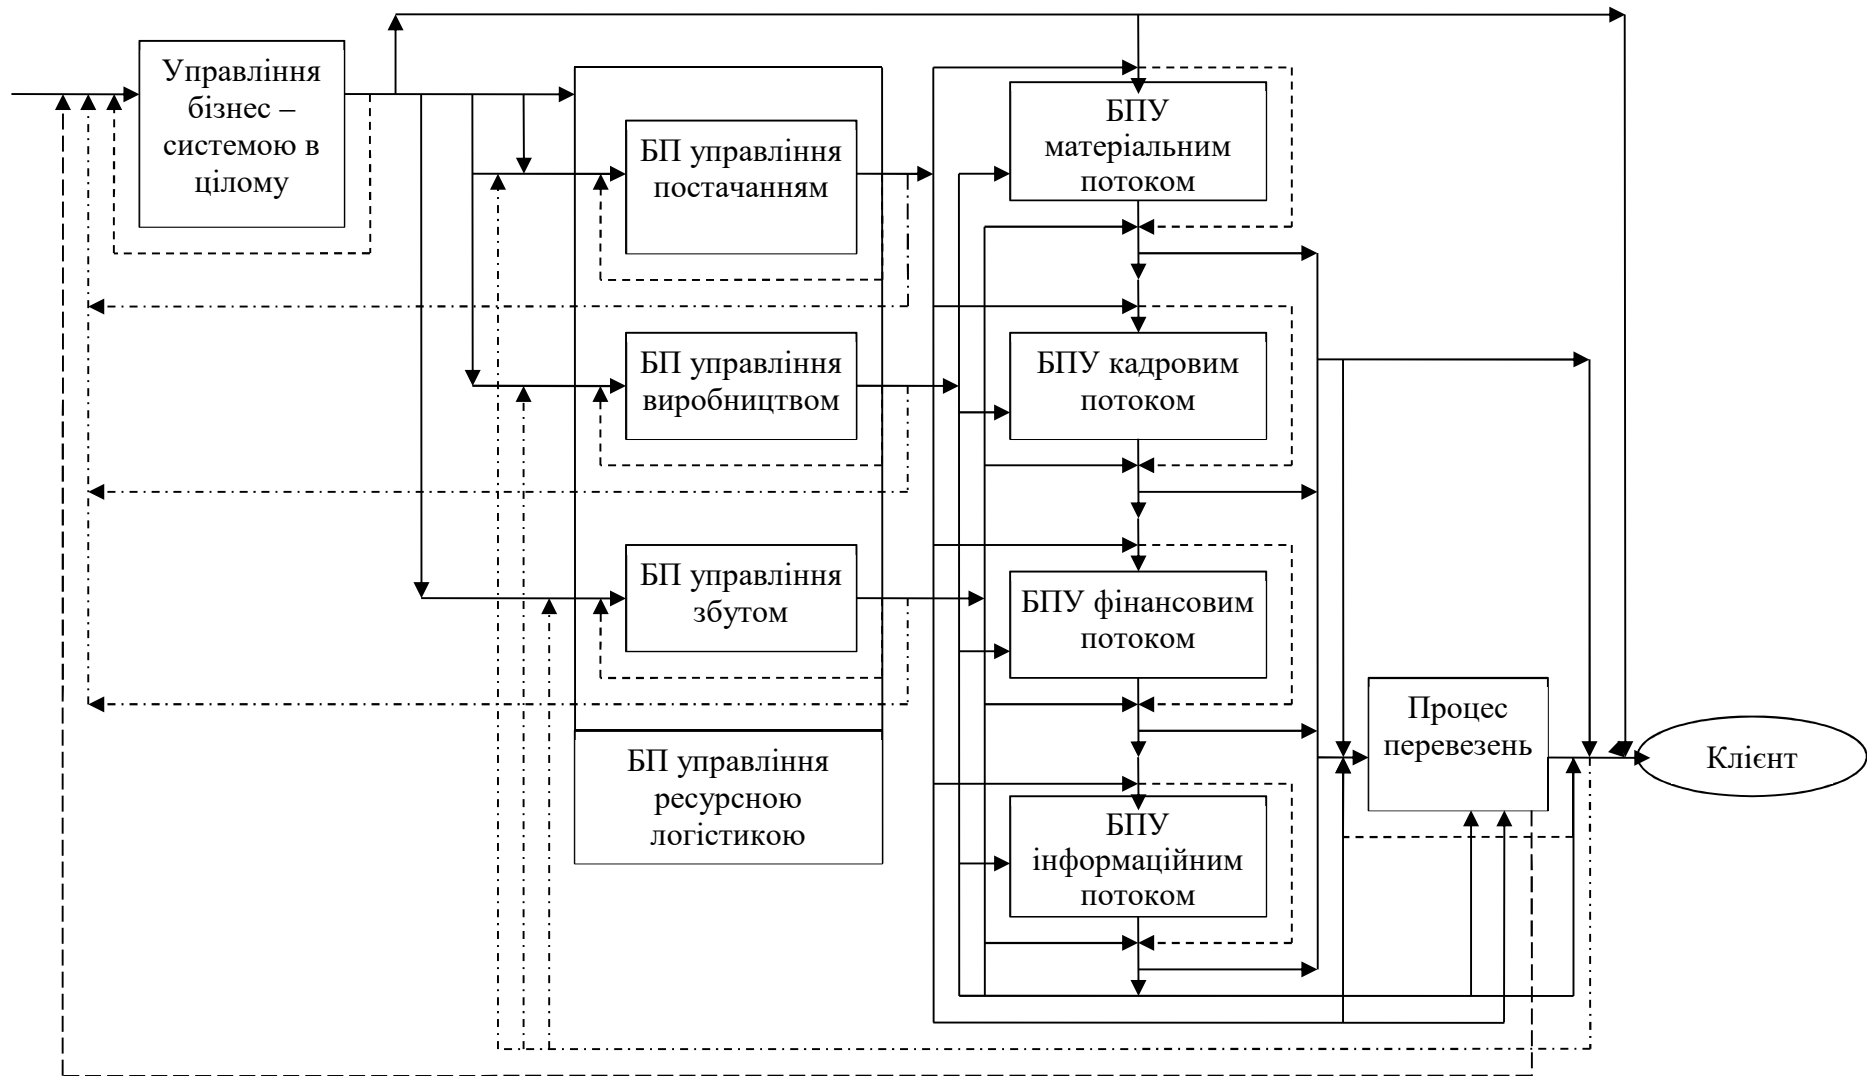 Управління
бізнес –
системою в
цілому
БП управління
постачанням
БП управління
виробництвом
БП управління
збутом
БП управління
ресурсною
логістикою
БПУ
матеріальним
потоком
БПУ кадровим
потоком
БПУ фінансовим
потоком
БПУ
інформаційним
потоком
Процес
перевезень
Клієнт